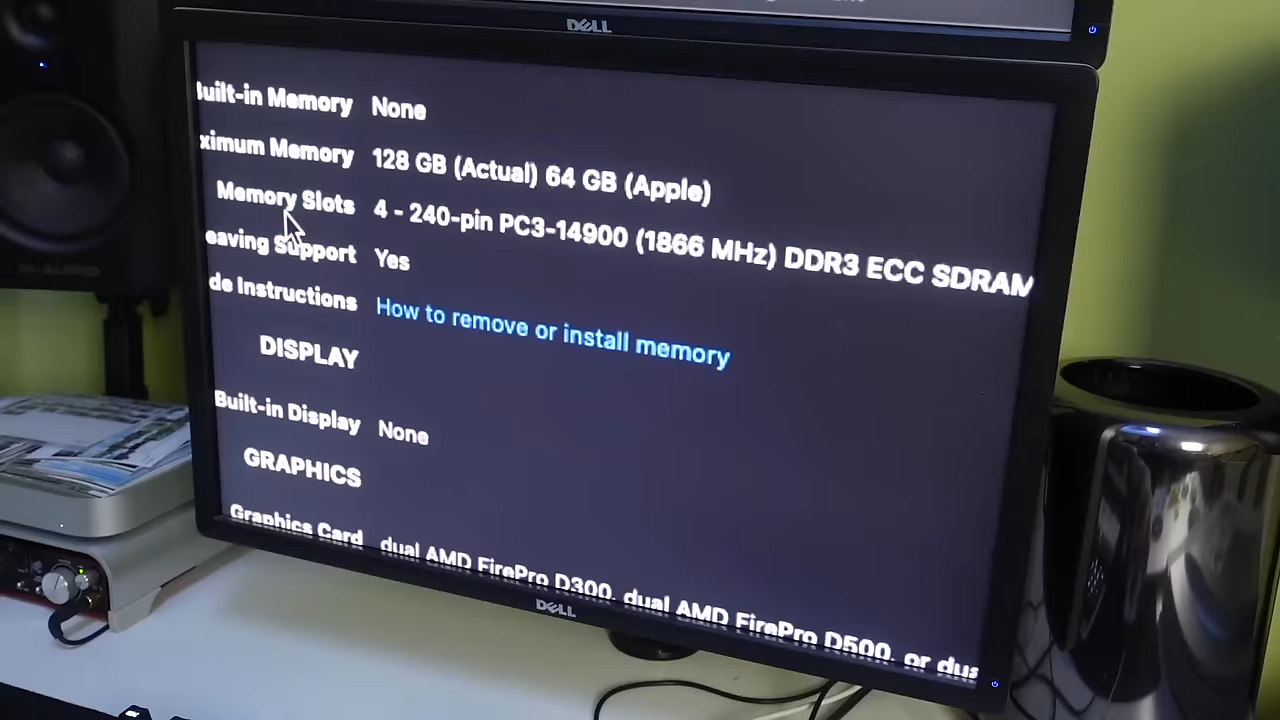 DELL
Built-in Memory None
ximum Memory 128 GB (Actual) 64 GB (Apple)
Memory Slots 4 - 240-pin PC3-14900 (1866 MHz) DDR3 ECC SDRAM
eaving Support Yes
de Instructions How to remove or install memory
DISPLAY
Built-in Display None
GRAPHICS
Graphics Card dual AMD FirePro D300, dual AMD FirePro D500, or dua
DELL